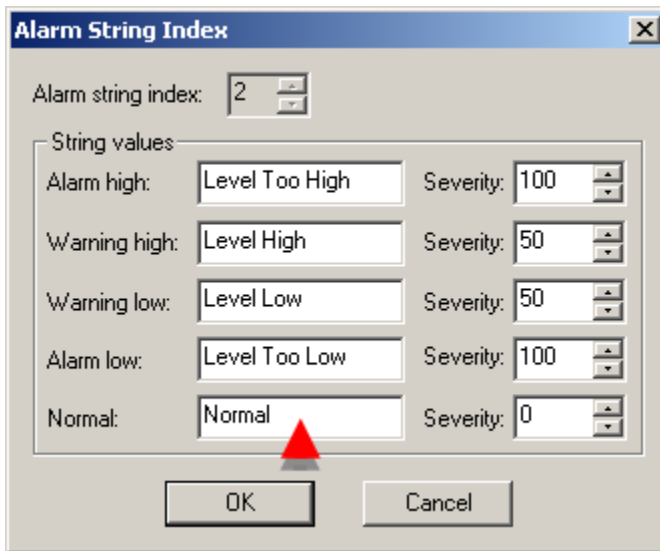 Alarm String Index
Alarm string index: 2
String values
Alarm high: Level Too High Severity: 100
Warning high: Level High Severity: 50
Warning low: Level Low Severity: 50
Alarm low: Level Too Low Severity: 100
Normal: Normal Severity: 0
OK Cancel